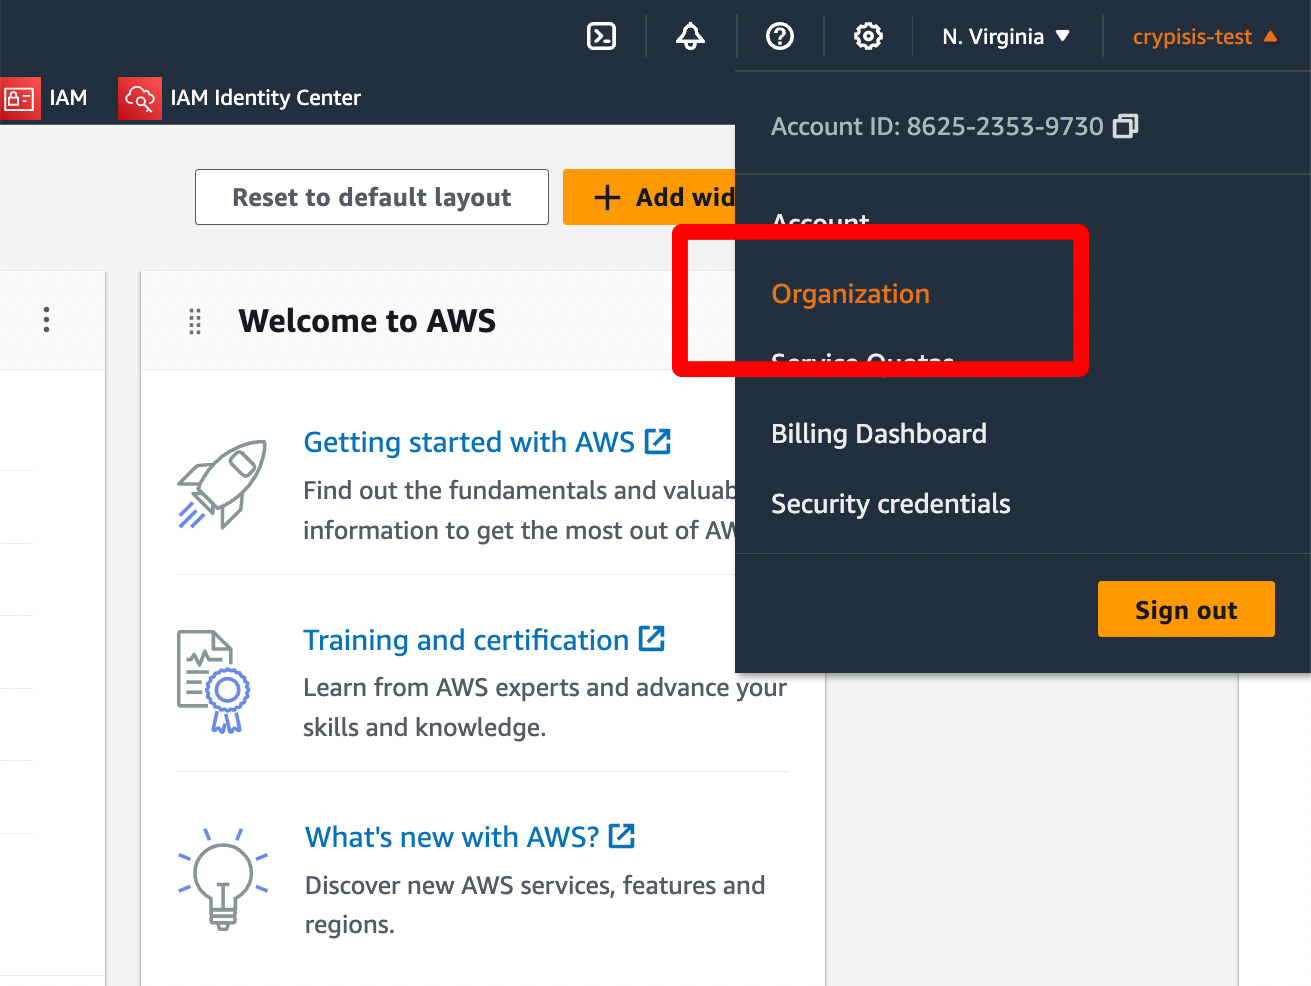 N. Virginia
crypisis-test
IAM
IAM Identity Center
Account ID: 8625-2353-9730
Reset to default layout
+ Add wid
Account
Organization
Service Quotas
Billing Dashboard
Security credentials
Sign out
Welcome to AWS
Getting started with AWS
Find out the fundamentals and valuab
information to get the most out of AW
Training and certification
Learn from AWS experts and advance your
skills and knowledge.
What's new with AWS?
Discover new AWS services, features and
regions.